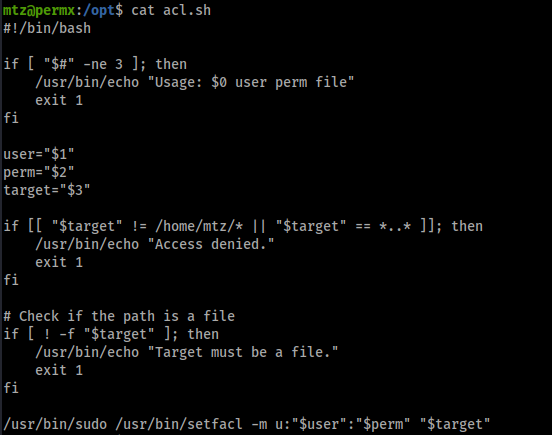 mtz@permx:/opt$ cat acl.sh
#!/bin/bash

if [ "$#" -ne 3 ]; then
    /usr/bin/echo "Usage: $0 user perm file"
    exit 1
fi

user="$1"
perm="$2"
target="$3"

if [[ "$target" != /home/mtz/* || "$target" == *..* ]]; then
    /usr/bin/echo "Access denied."
    exit 1
fi

# Check if the path is a file
if [ ! -f "$target" ]; then
    /usr/bin/echo "Target must be a file."
    exit 1
fi

/usr/bin/sudo /usr/bin/setfacl -m u:"$user":"$perm" "$target"